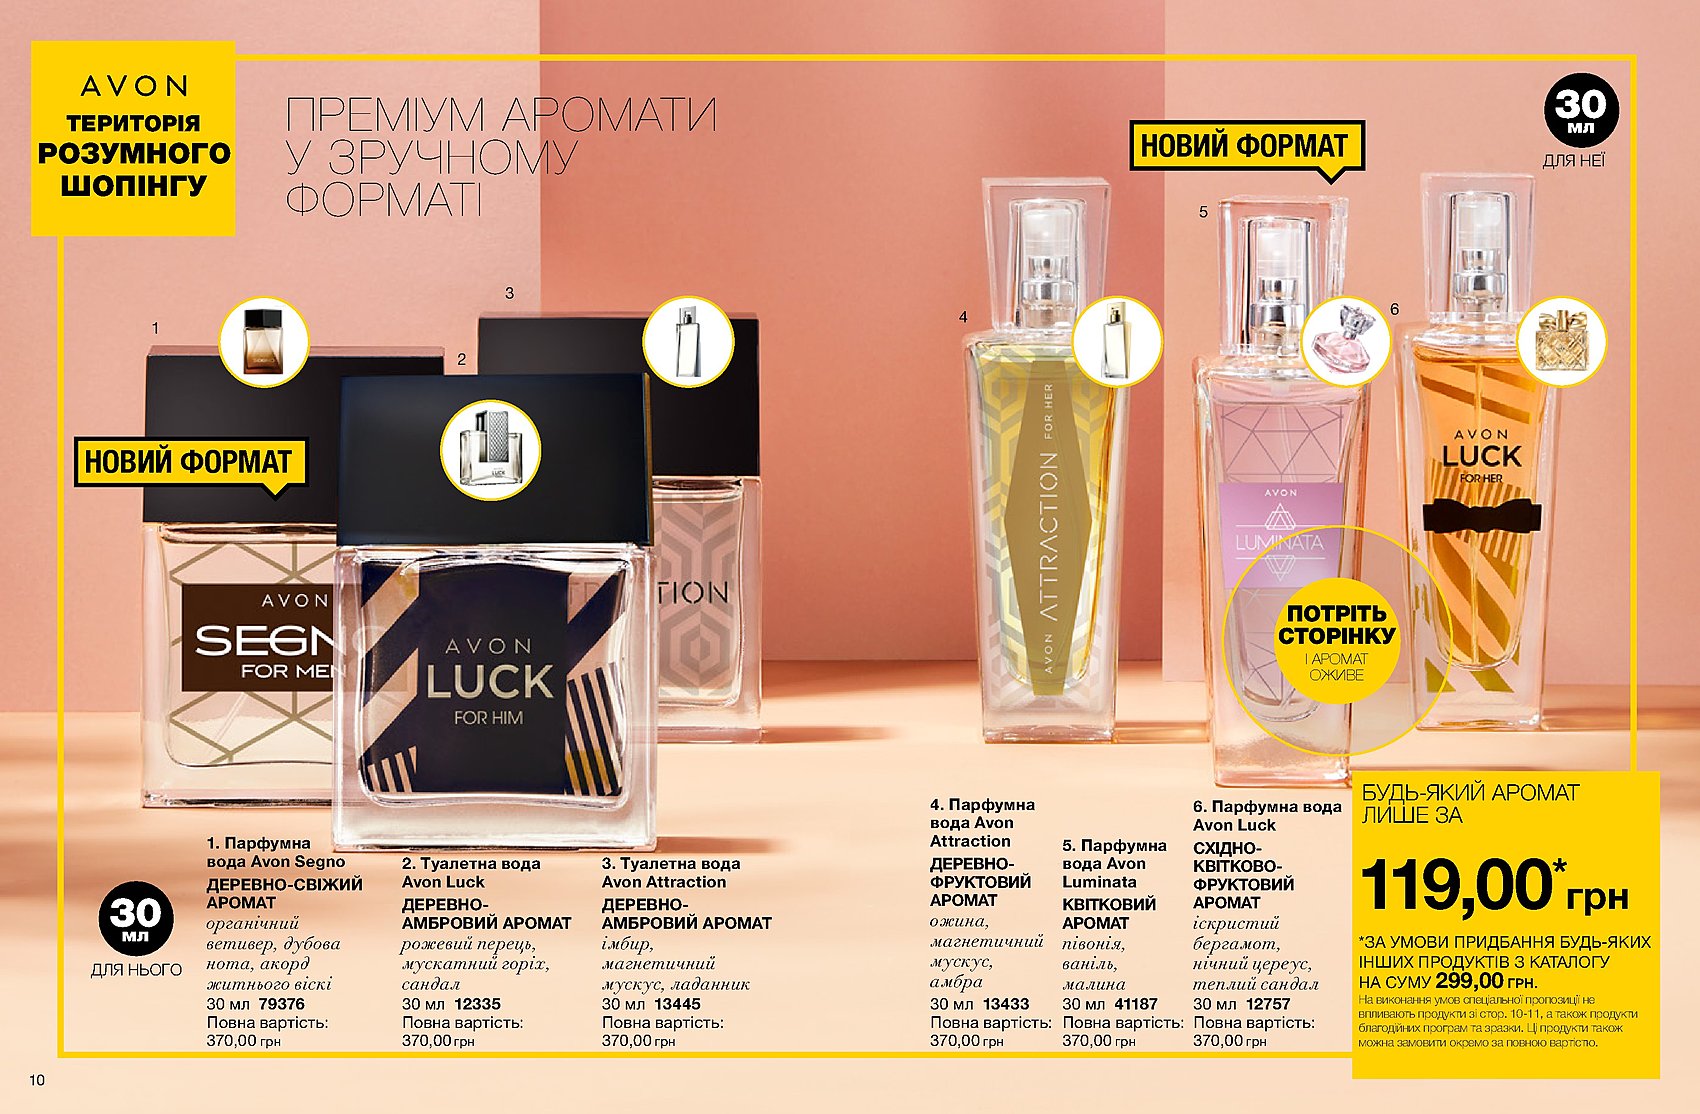 AVON
ТЕРИТОРІЯ
РОЗУМНОГО
ШОПІНГУ
ПРЕМІУМ АРОМАТИ
У ЗРУЧНОМУ
ФОРМАТІ
НОВИЙ ФОРМАТ
30
МЛ
ДЛЯ НЕЇ
1
2
3
4
5
6
НОВИЙ ФОРМАТ
AVON
SEGNO
FOR MEN
AVON
LUCK
FOR HIM
TION
AVON ATTRACTION FOR HER
AVON
LUMINATA
AVON
LUCK
FOR HER
ПОТРІТЬ
СТОРІНКУ
І АРОМАТ
ОЖИВЕ
30
МЛ
ДЛЯ НЬОГО
1. Парфумна
вода Avon Segno
ДЕРЕВНО-СВІЖИЙ
АРОМАТ
органічний
ветивер, дубова
нота, акорд
житнього віскі
30 мл 79376
Повна вартість:
370,00 грн
2. Туалетна вода
Avon Luck
ДЕРЕВНО-
АМБРОВИЙ АРОМАТ
рожевий перець,
мускатний горіх,
сандал
30 мл 12335
Повна вартість:
370,00 грн
3. Туалетна вода
Avon Attraction
ДЕРЕВНО-
АМБРОВИЙ АРОМАТ
імбир,
магнетичний
мускус, ладанник
30 мл 13445
Повна вартість:
370,00 грн
4. Парфумна
вода Avon
Attraction
ДЕРЕВНО-
ФРУКТОВИЙ
АРОМАТ
ожина,
магнетичний
мускус,
амбра
30 мл 13433
Повна вартість:
370,00 грн
5. Парфумна
вода Avon
Luminata
КВІТКОВИЙ
АРОМАТ
півонія,
ваніль,
малина
30 мл 41187
Повна вартість:
370,00 грн
6. Парфумна вода
Avon Luck
СХІДНО-
КВІТКОВО-
ФРУКТОВИЙ
АРОМАТ
іскристий
бергамот,
нічний цереус,
теплий сандал
30 мл 12757
Повна вартість:
370,00 грн
БУДЬ-ЯКИЙ АРОМАТ
ЛИШЕ ЗА
119,00* грн
*ЗА УМОВИ ПРИДБАННЯ БУДЬ-ЯКИХ
ІНШИХ ПРОДУКТІВ З КАТАЛОГУ
НА СУМУ 299,00 ГРН.
На виконання умов спеціальної пропозиції не
впливають продукти зі стор. 10-11, а також продукти
благодійних програм та зразки. Ці продукти також
можна замовити окремо за повною вартістю.
10